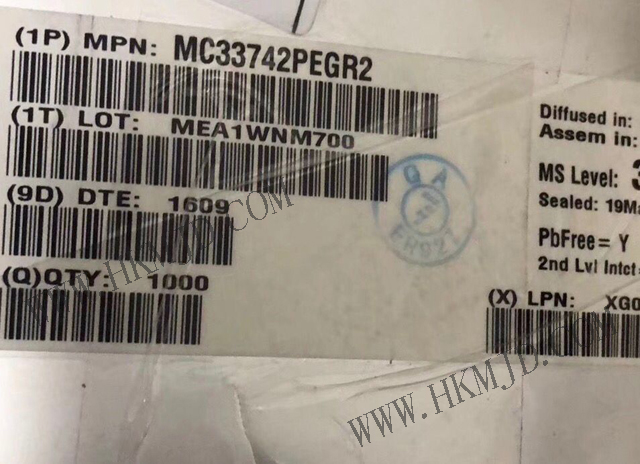 (1P) MPN: MC33742PEGR2
(1T) LOT: MEA1WNM700
(9D) DTE: 1609
(Q)QTY: 1000
QA
Diffused in:
Assem in:
MS Level: 3
Sealed: 19Ma
PbFree= Y
2nd Lvl Intct:
(X) LPN: XG0
WWW.HKMJD.COM
WWW.HKMJD.COM